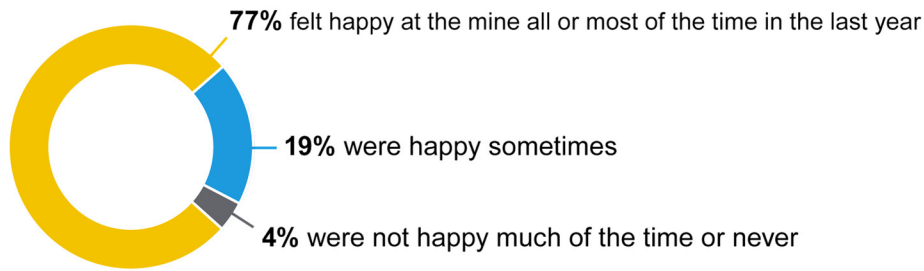 77% felt happy at the mine all or most of the time in the last year
19% were happy sometimes
4% were not happy much of the time or never